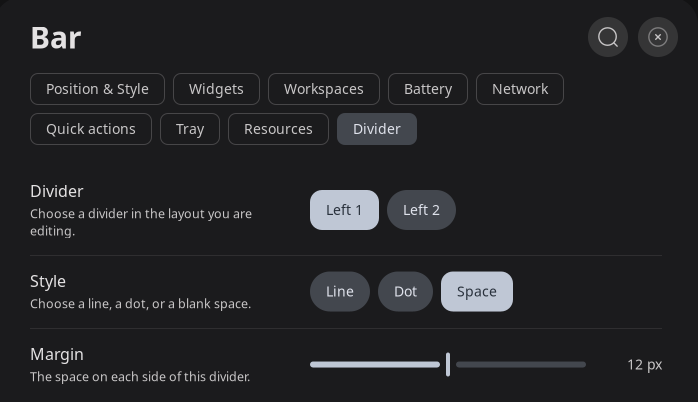 Bar
Position & Style
Widgets
Workspaces
Battery
Network
Quick actions
Tray
Resources
Divider
Divider
Choose a divider in the layout you are
editing.
Left 1
Left 2
Style
Choose a line, a dot, or a blank space.
Line
Dot
Space
Margin
The space on each side of this divider.
12 px